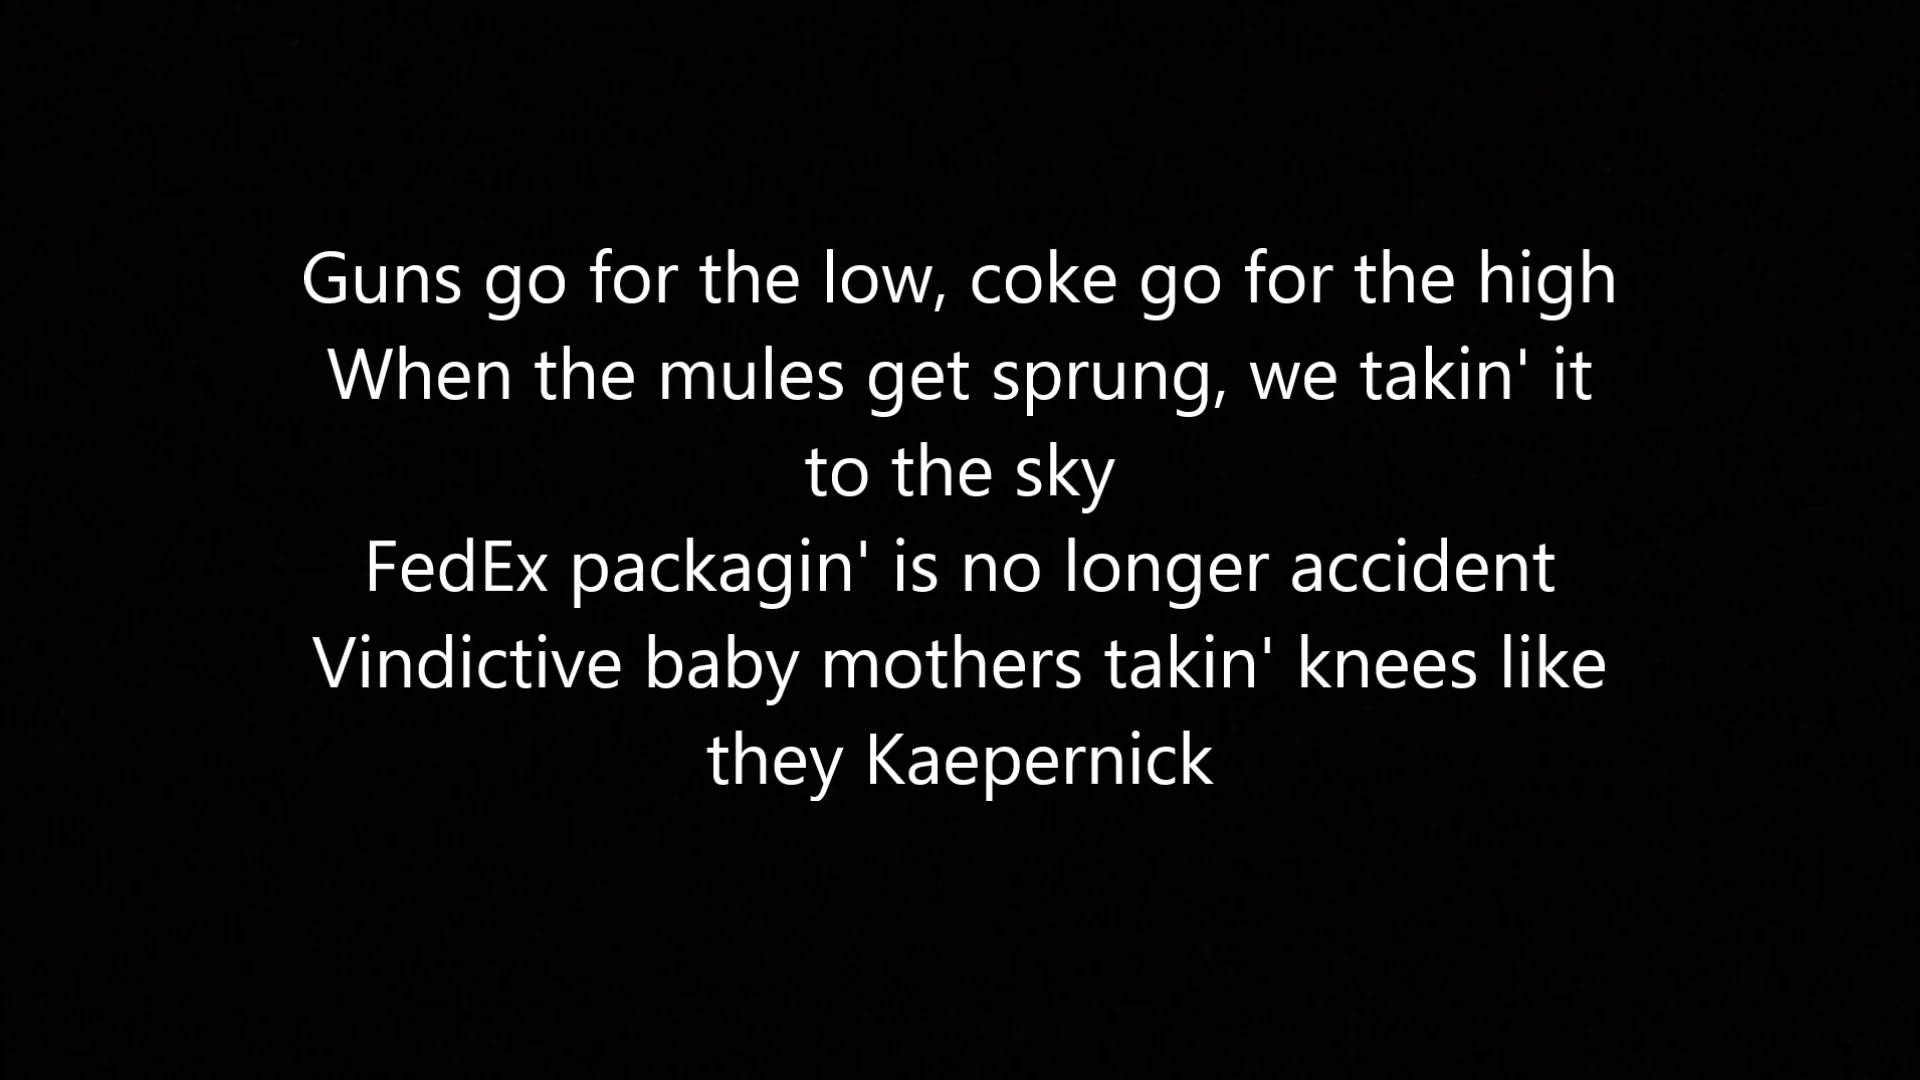 Guns go for the low, coke go for the high
When the mules get sprung, we takin' it
to the sky
FedEx packagin' is no longer accident
Vindictive baby mothers takin' knees like
they Kaepernick